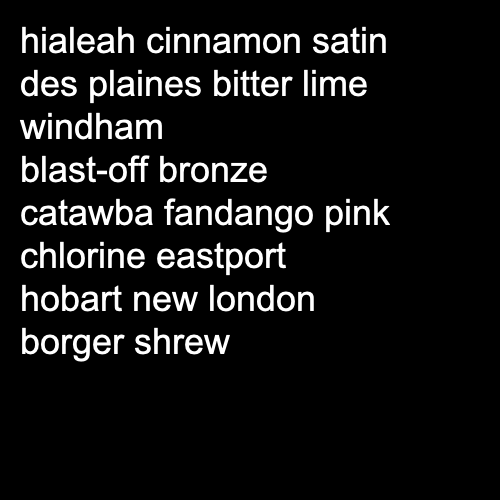 hialeah cinnamon satin
des plaines bitter lime
windham
blast-off bronze
catawba fandango pink
chlorine eastport
hobart new london
borger shrew